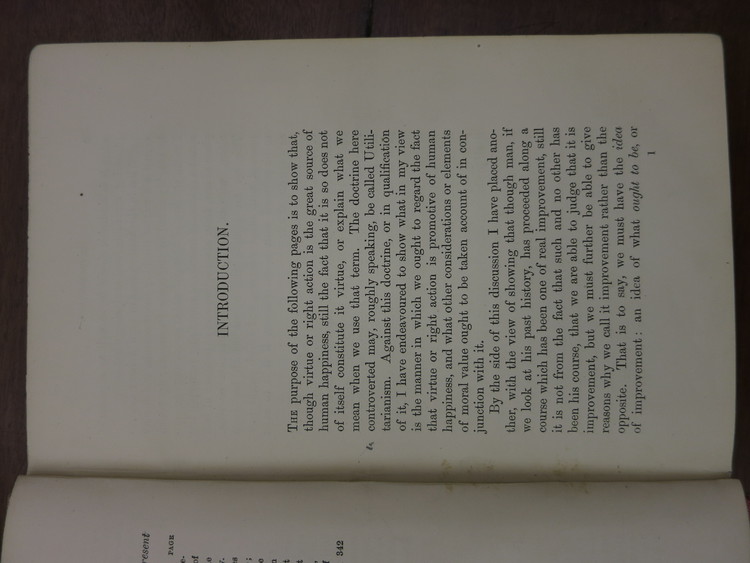 INTRODUCTION.
THE purpose of the following pages is to show that,
though virtue or right action is the great source of
human happiness, still the fact that it is so does not
of itself constitute it virtue, or explain what we
mean when we use that term. The doctrine here
controverted may, roughly speaking, be called Utili-
tarianism. Against this doctrine, or in qualification
of it, I have endeavoured to show what in my view
is the manner in which we ought to regard the fact
that virtue or right action is promotive of human
happiness, and what other considerations or elements
of moral value ought to be taken account of in con-
junction with it.
By the side of this discussion I have placed ano-
ther, with the view of showing that though man, if
we look at his past history, has proceeded along a
course which has been one of real improvement, still
it is not from the fact that such and no other has
been his course, that we are able to judge that it is
improvement, but we must further be able to give
reasons why we call it improvement rather than the
opposite. That is to say, we must have the idea
of improvement: an idea of what ought to be, or
1
resent
PAGE
342